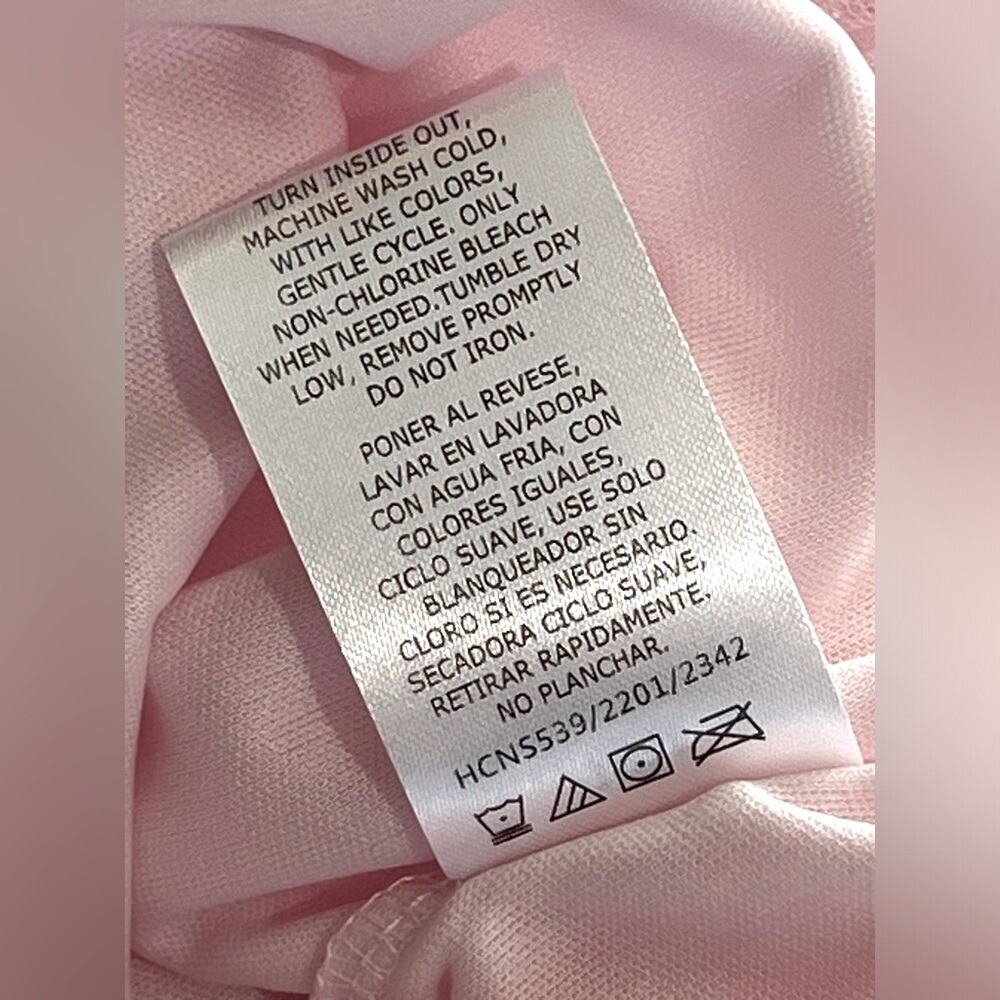 TURN INSIDE OUT,
MACHINE WASH COLD,
WITH LIKE COLORS,
GENTLE CYCLE. ONLY
NON-CHLORINE BLEACH
WHEN NEEDED.TUMBLE DRY
LOW, REMOVE PROMPTLY
DO NOT IRON.
PONER AL REVESE,
LAVAR EN LAVADORA
CON AGUA FRIA, CON
COLORES IGUALES,
CICLO SUAVE, USE SOLO
BLANQUEADOR SIN
CLORO SÍ ES NECESARIO.
SECADORA CICLO SUAVE,
RETIRAR RAPIDAMENTE,
NO PLANCHAR.
HCNS539/2201/2342